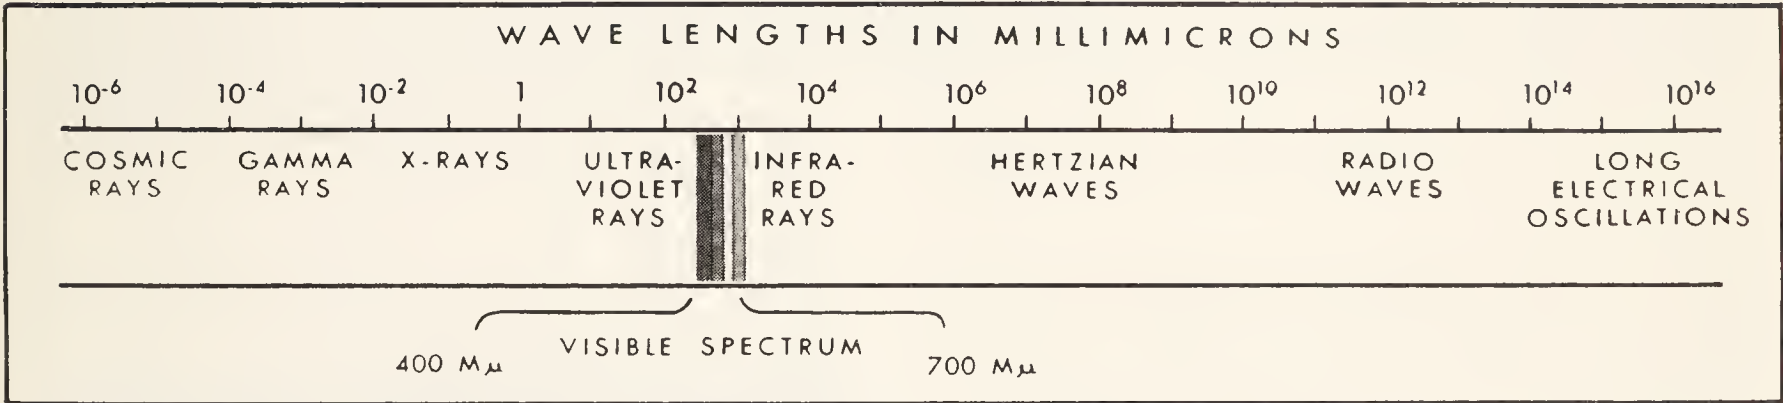 WAVE LENGTHS IN MILLIMICRONS
10⁻⁶ 10⁻⁴ 10⁻² 1 10² 10⁴ 10⁶ 10⁸ 10¹⁰ 10¹² 10¹⁴ 10¹⁶
COSMIC
RAYS
GAMMA
RAYS
X-RAYS
ULTRA-
VIOLET
RAYS
INFRA-
RED
RAYS
HERTZIAN
WAVES
RADIO
WAVES
LONG
ELECTRICAL
OSCILLATIONS
VISIBLE SPECTRUM
400 Mµ
700 Mµ